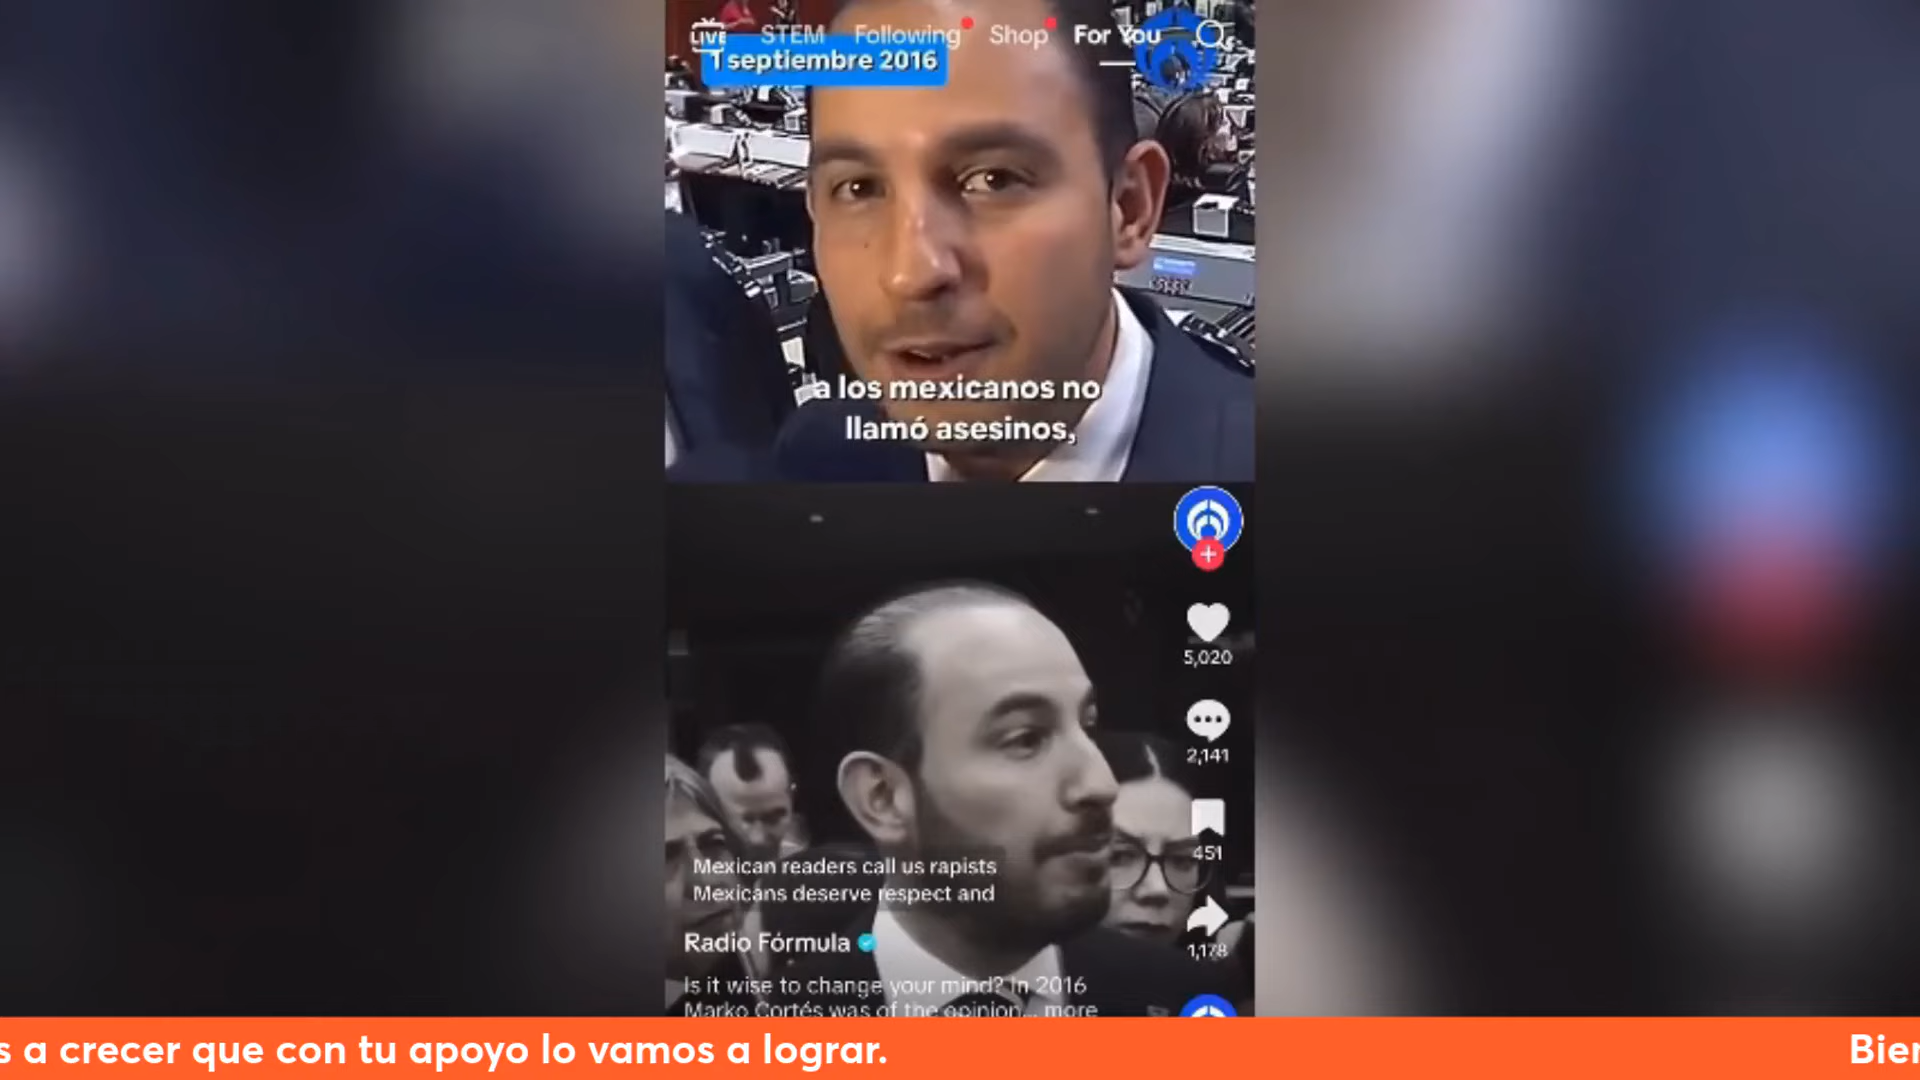 LIVE STEM Following Shop For You
1 septiembre 2016
a los mexicanos no
llamó asesinos,
5,020
2,141
451
Mexican readers call us rapists
Mexicans deserve respect and
Radio Fórmula
1,178
Is it wise to change your mind? In 2016
Marko Cortés was of the opinion... more
s a crecer que con tu apoyo lo vamos a lograr.
Bien